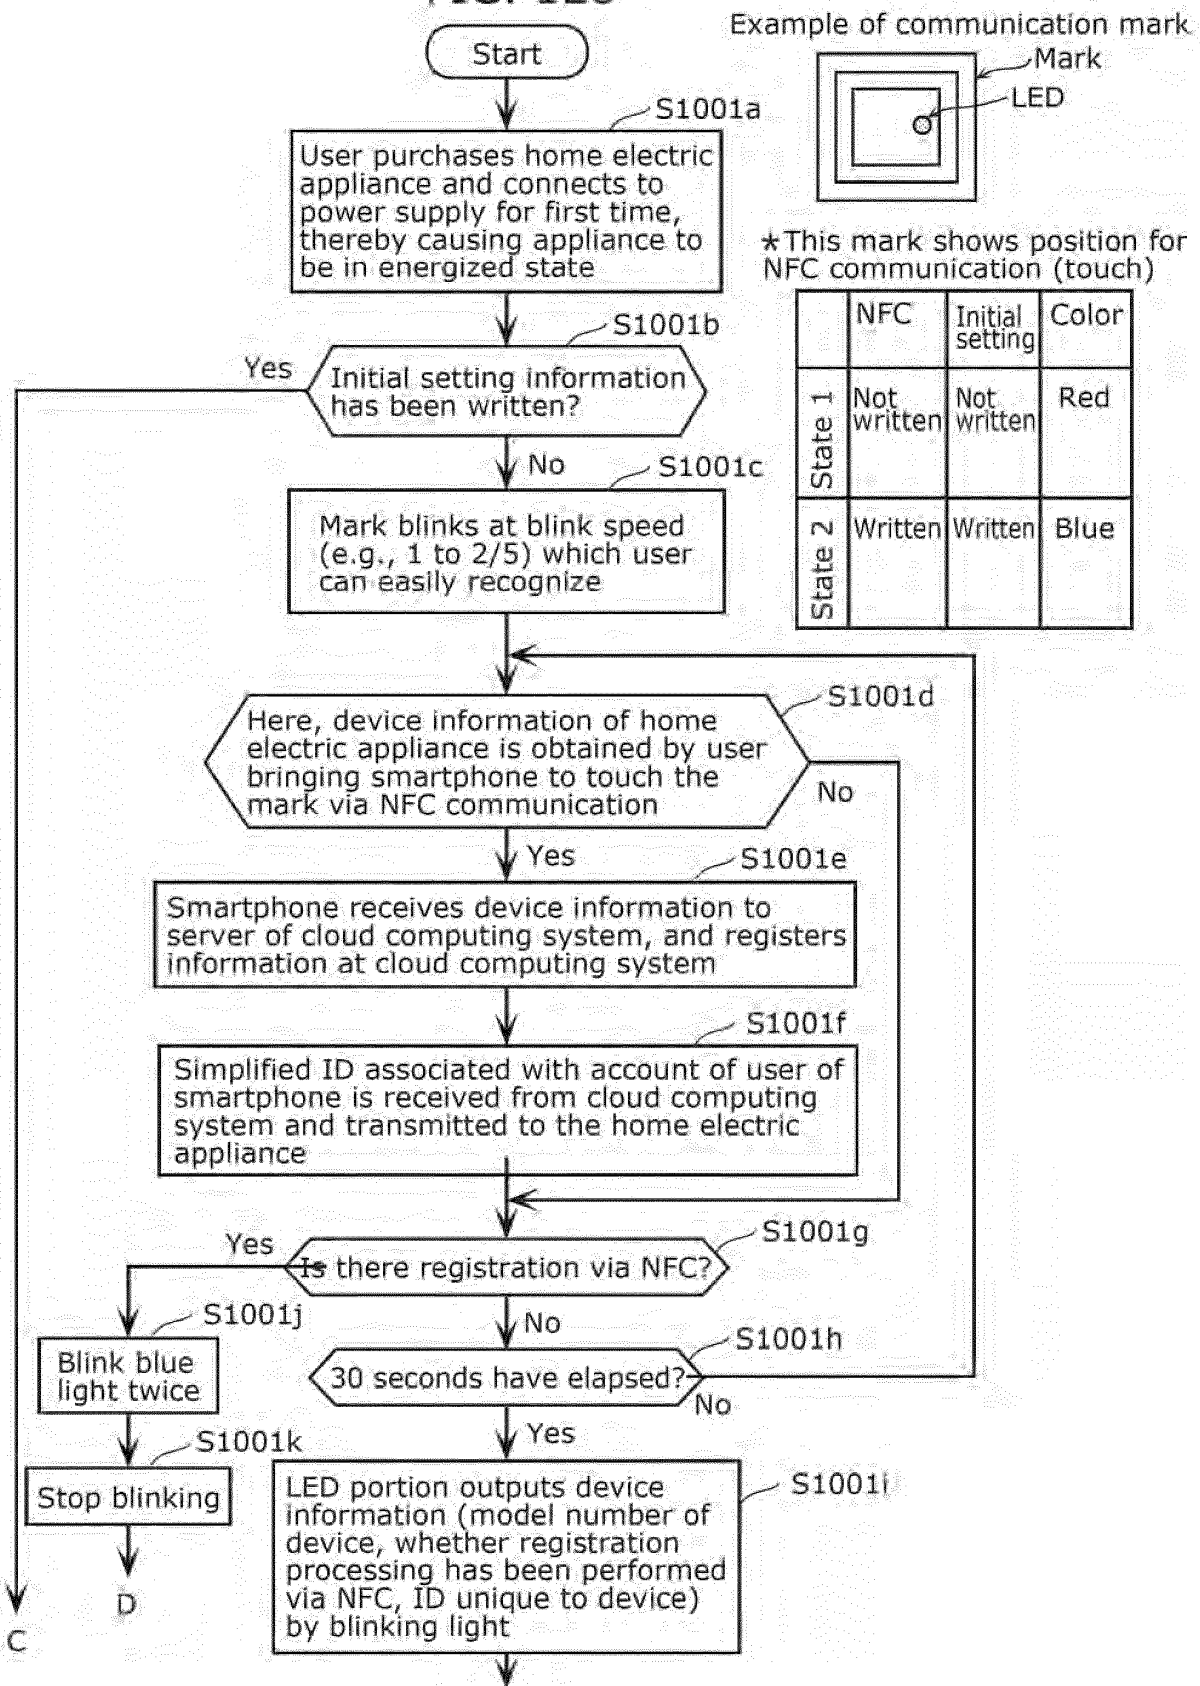 Start
S1001a
User purchases home electric
appliance and connects to
power supply for first time,
thereby causing appliance to
be in energized state
Example of communication mark
Mark
LED
*This mark shows position for
NFC communication (touch)
NFC
Initial
setting
Color
State 1
Not
written
Not
written
Red
State 2
Written
Written
Blue
S1001b
Yes
Initial setting information
has been written?
No
S1001c
Mark blinks at blink speed
(e.g., 1 to 2/5) which user
can easily recognize
S1001d
Here, device information of home
electric appliance is obtained by user
bringing smartphone to touch the
mark via NFC communication
No
Yes
S1001e
Smartphone receives device information to
server of cloud computing system, and registers
information at cloud computing system
S1001f
Simplified ID associated with account of user of
smartphone is received from cloud computing
system and transmitted to the home electric
appliance
S1001g
Yes
Is there registration via NFC?
No
S1001j
Blink blue
light twice
S1001h
30 seconds have elapsed?
No
Yes
S1001k
Stop blinking
S1001i
LED portion outputs device
information (model number of
device, whether registration
processing has been performed
via NFC, ID unique to device)
by blinking light
D
C